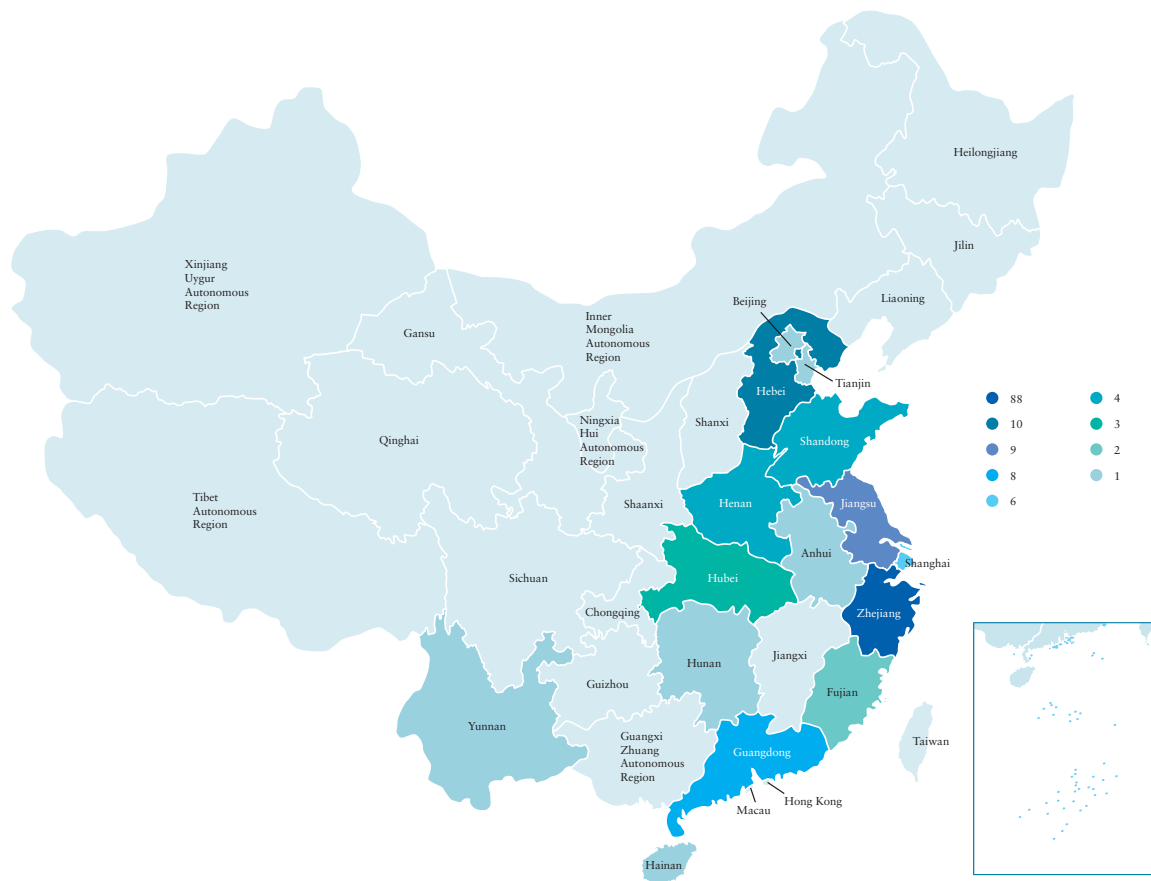 Heilongjiang
Jilin
Xinjiang
Uygur
Autonomous
Region
Liaoning
Beijing
Inner
Mongolia
Autonomous
Region
Gansu
Tianjin
Hebei
88
4
Ningxia
Hui
Autonomous
Region
Shanxi
10
3
Qinghai
Shandong
9
2
8
1
6
Tibet
Autonomous
Region
Shaanxi
Henan
Jiangsu
Anhui
Shanghai
Sichuan
Hubei
Chongqing
Zhejiang
Hunan
Jiangxi
Guizhou
Fujian
Yunnan
Guangxi
Zhuang
Autonomous
Region
Guangdong
Taiwan
Hong Kong
Macau
Hainan